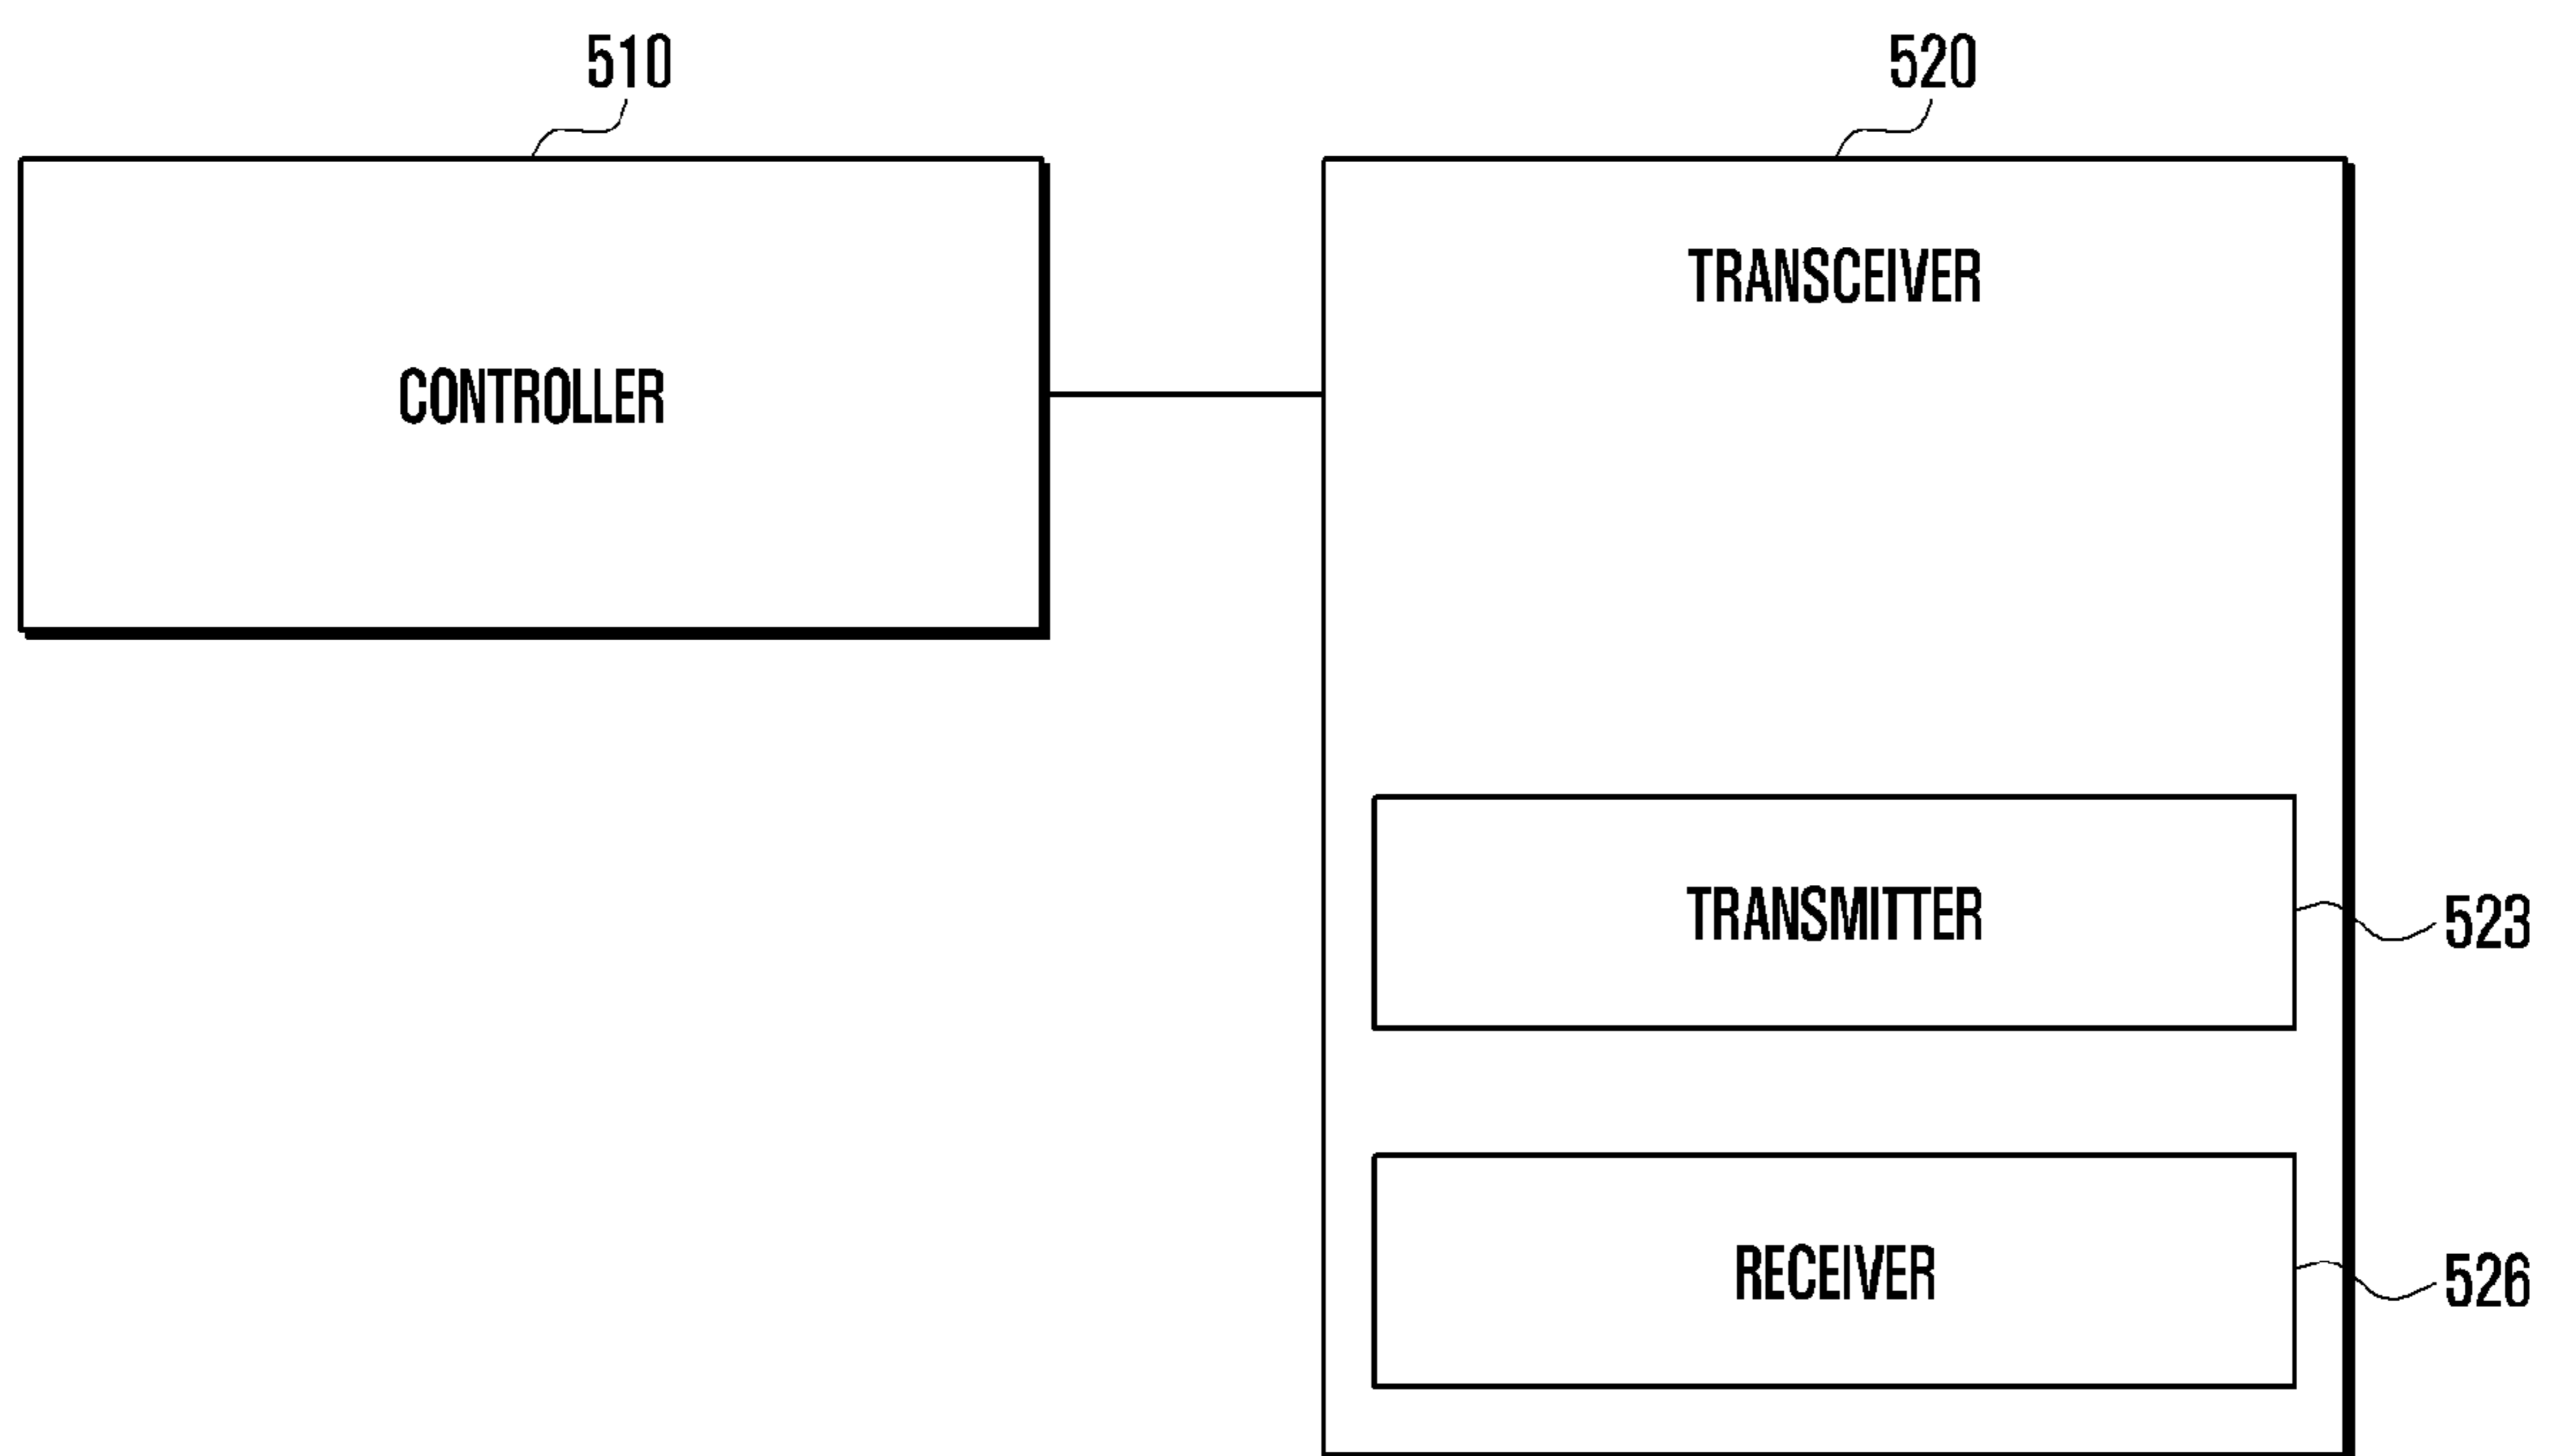 510
520
TRANSCEIVER
CONTROLLER
TRANSMITTER
523
RECEIVER
526